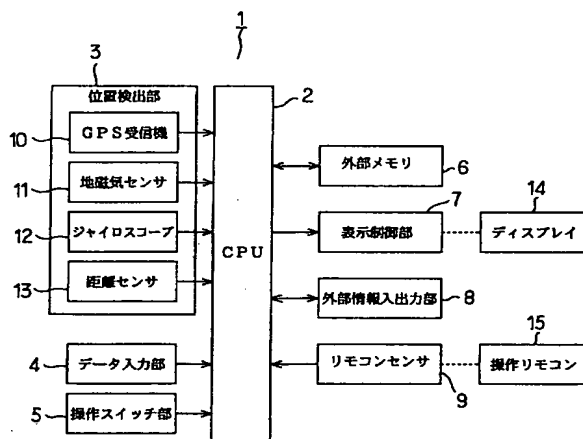 1
3
位置検出部
2
10
GPS受信機
11
地磁気センサ
12
ジャイロスコープ
13
距離センサ
4
データ入力部
5
操作スイッチ部
CPU
外部メモリ
6
7
表示制御部
14
ディスプレイ
外部情報入出力部
8
リモコンセンサ
9
15
操作リモコン